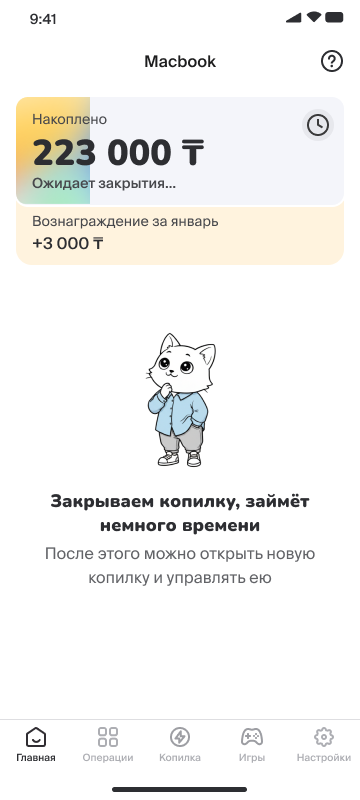 9:41
Macbook
Накоплено
223 000 ₸
Ожидает закрытия...
Вознаграждение за январь
+3 000 ₸
Закрываем копилку, займёт
немного времени
После этого можно открыть новую
копилку и управлять ею
Главная
Операции
Копилка
Игры
Настройки